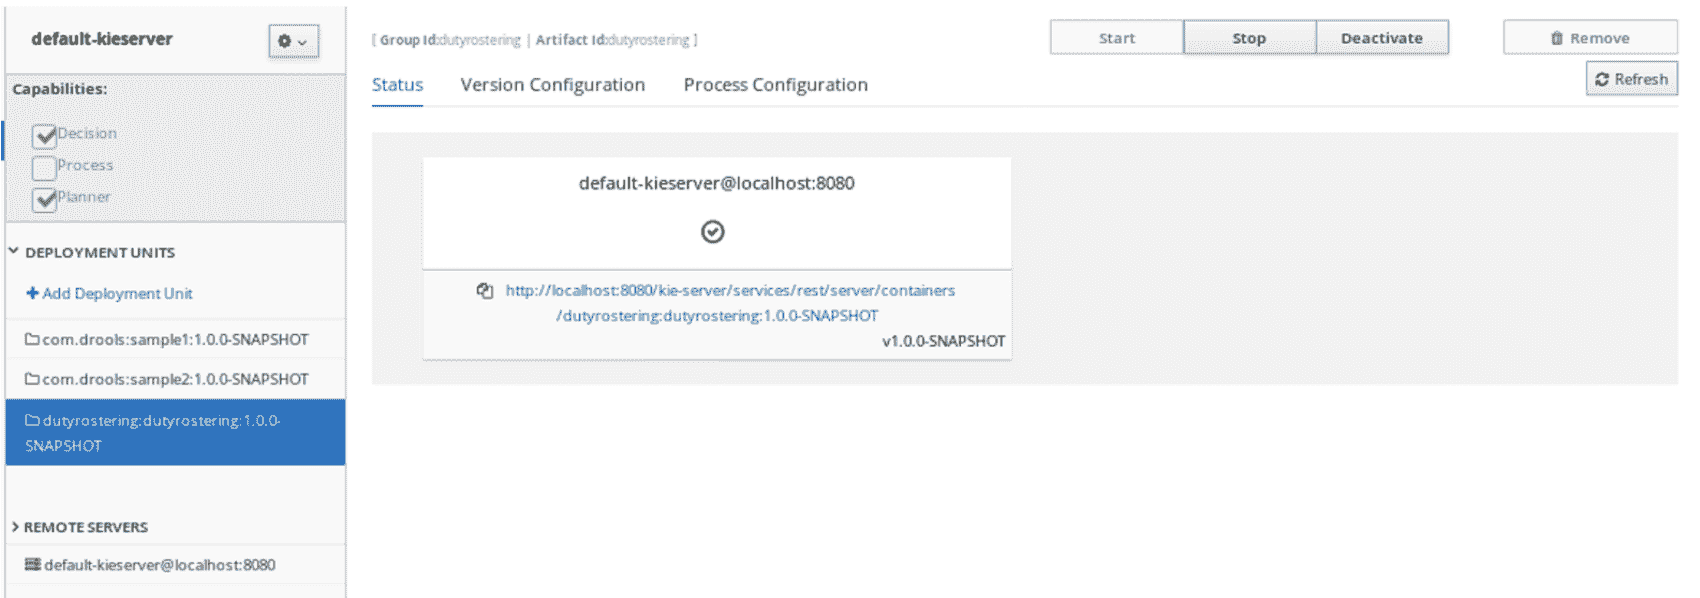 default-kieserver
Capabilities:
Decision
Process
Planner
DEPLOYMENT UNITS
+ Add Deployment Unit
com.drools:sample1:1.0.0-SNAPSHOT
com.drools:sample2:1.0.0-SNAPSHOT
dutyrostering:dutyrostering:1.0.0-
SNAPSHOT
REMOTE SERVERS
default-kieserver@localhost:8080
[ Group Id:dutyrostering | Artifact Id:dutyrostering ]
Start Stop Deactivate Remove
Status Version Configuration Process Configuration
Refresh
default-kieserver@localhost:8080
http://localhost:8080/kie-server/services/rest/server/containers
/dutyrostering:dutyrostering:1.0.0-SNAPSHOT
v1.0.0-SNAPSHOT